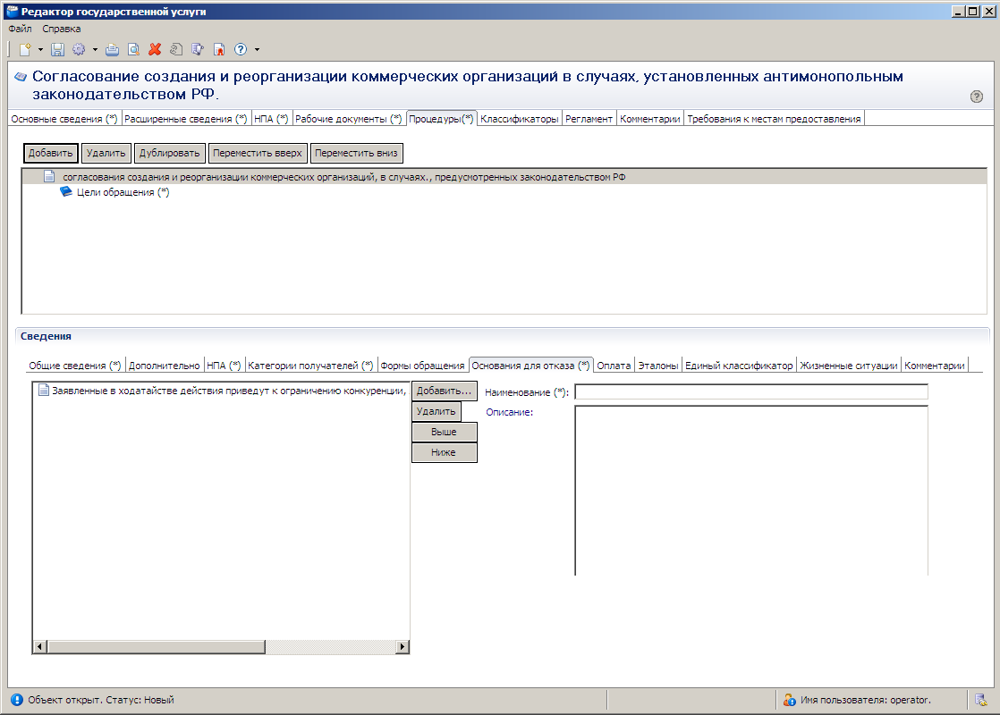 Редактор государственной услуги
Файл Справка
Согласование создания и реорганизации коммерческих организаций в случаях, установленных антимонопольным
законодательством РФ.
Основные сведения (*) Расширенные сведения (*) НПА (*) Рабочие документы (*) Процедуры(*) Классификаторы Регламент Комментарии Требования к местам предоставления
Добавить Удалить Дублировать Переместить вверх Переместить вниз
согласования создания и реорганизации коммерческих организаций, в случаях., предусмотренных законодательством РФ
Цели обращения (*)
Сведения
Общие сведения (*) Дополнительно НПА (*) Категории получателей (*) Формы обращения Основания для отказа (*) Оплата Эталоны Единый классификатор Жизненные ситуации Комментарии
Заявленные в ходатайстве действия приведут к ограничению конкуренции, Добавить... Наименование (*):
Удалить Описание:
Выше
Ниже
Объект открыт. Статус: Новый Имя пользователя: operator.